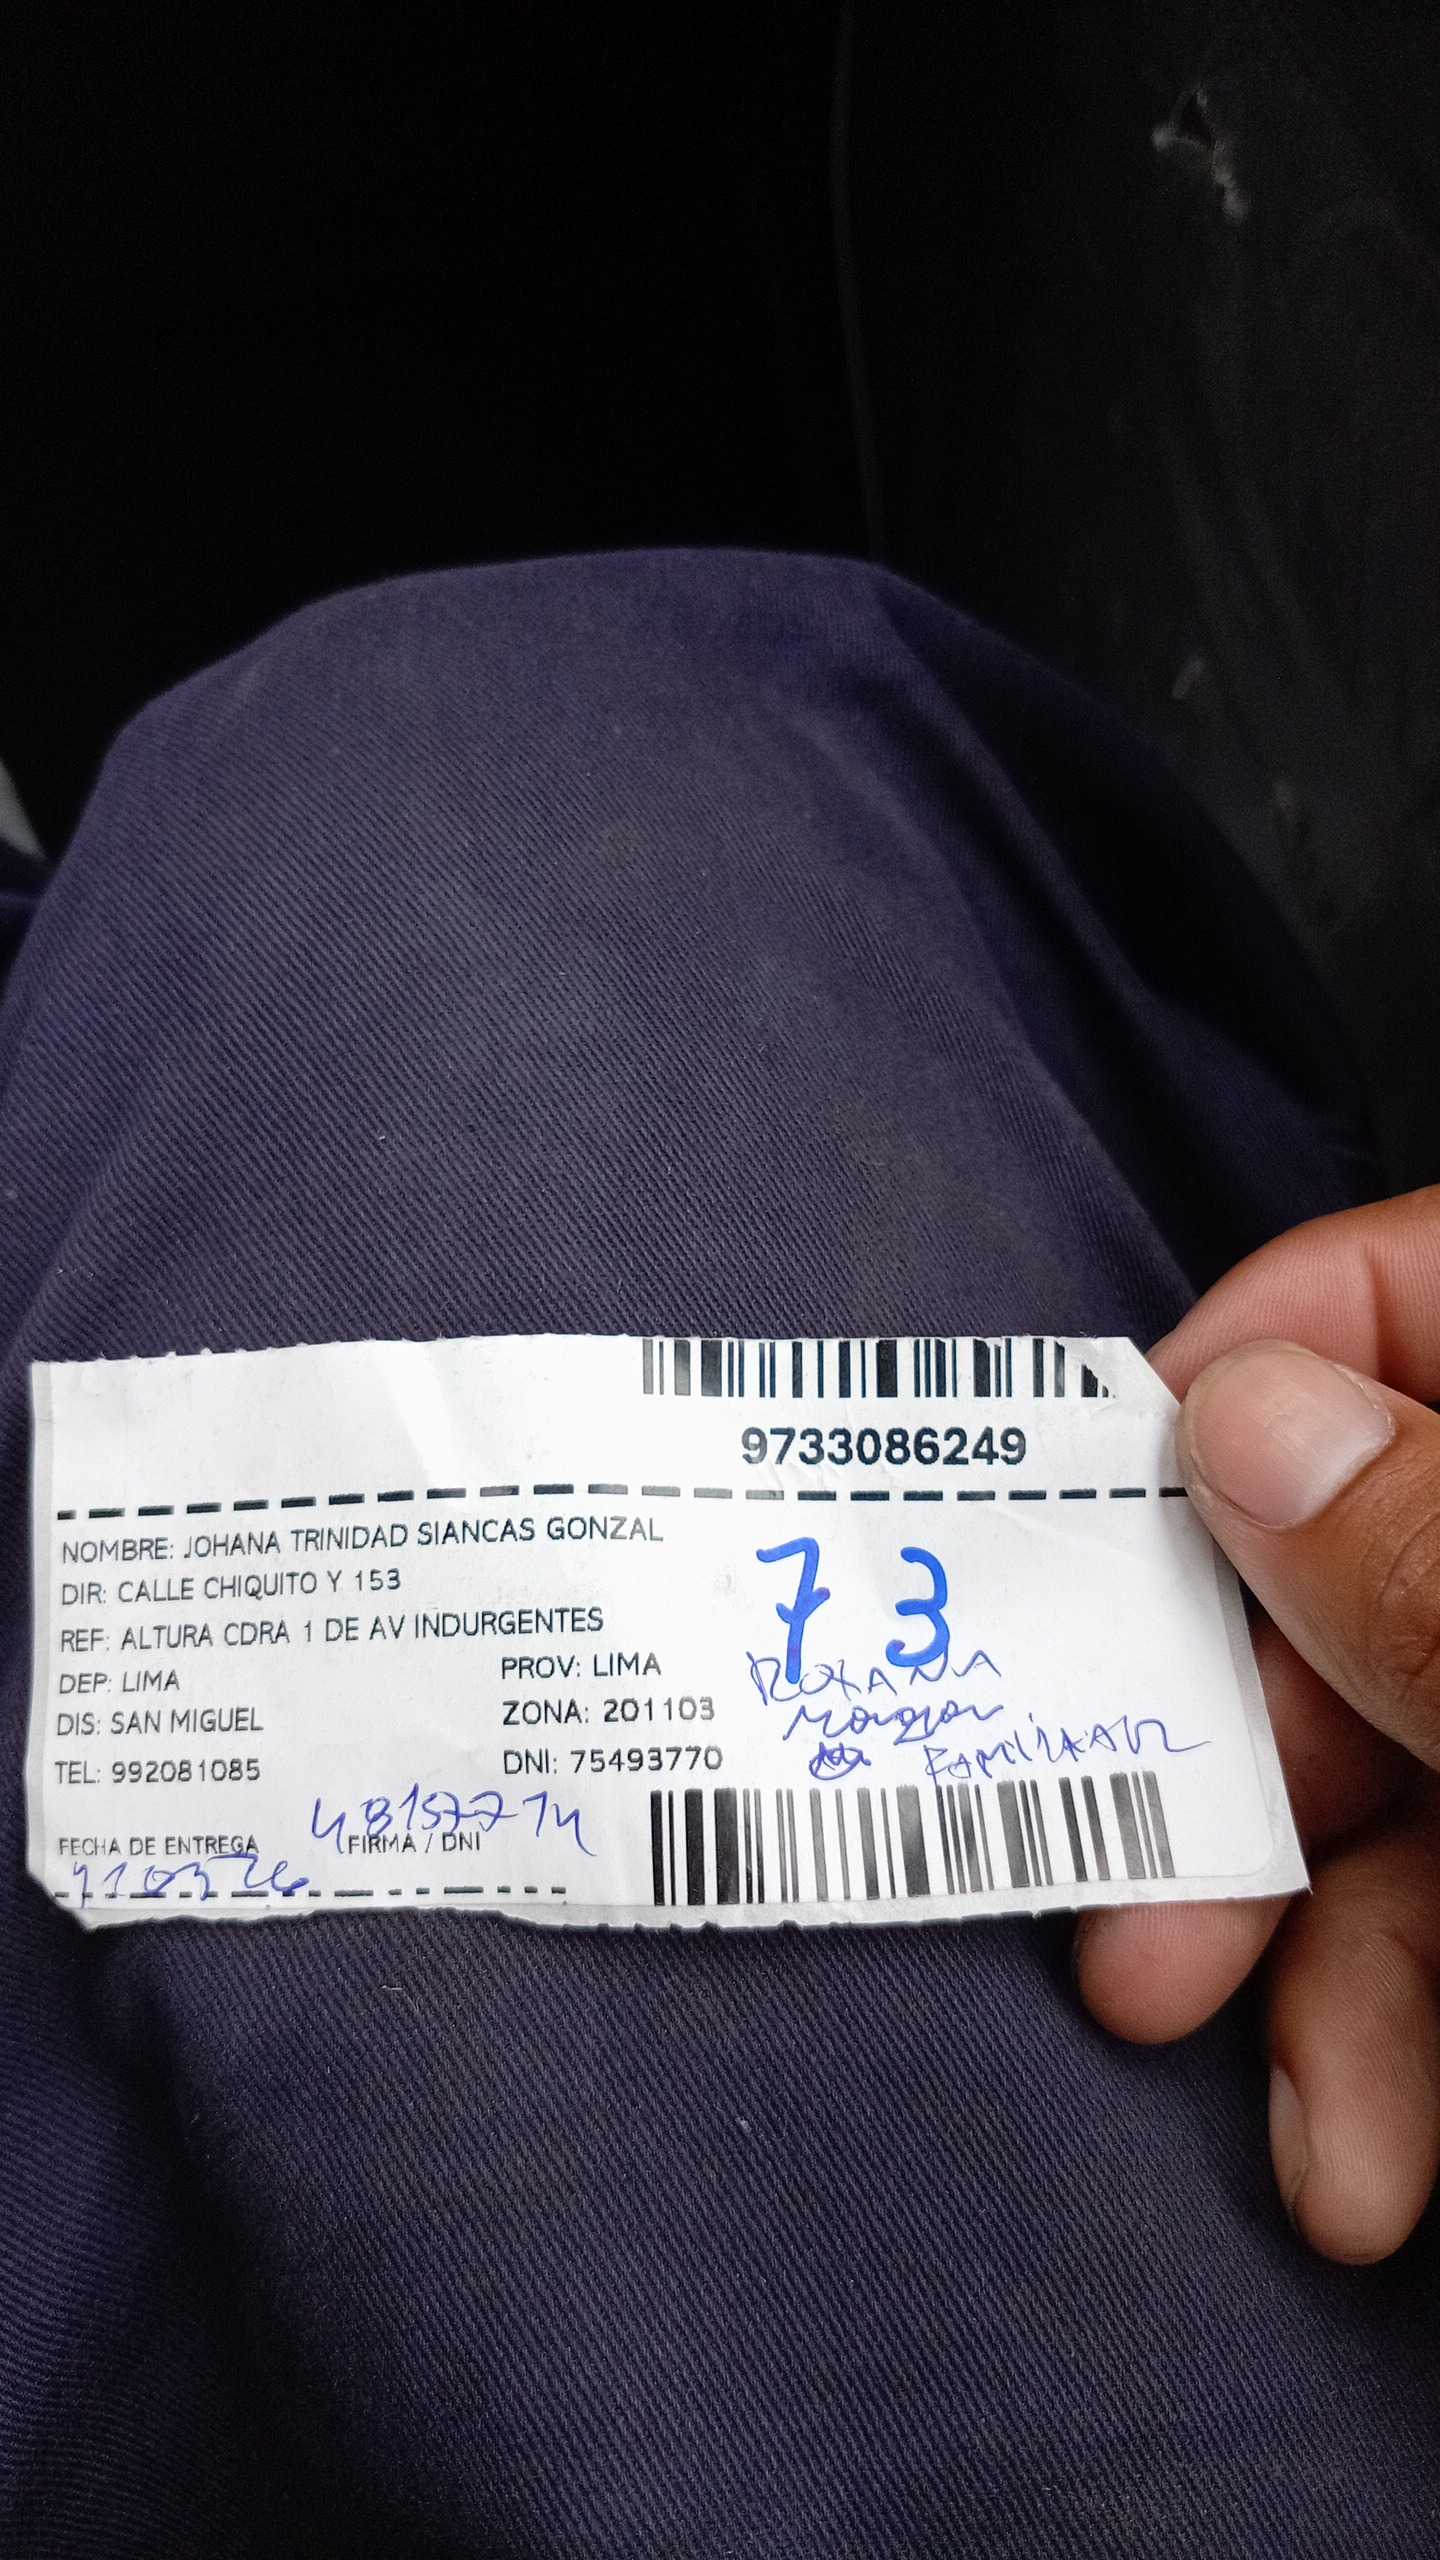 9733086249
NOMBRE: JOHANA TRINIDAD SIANCAS GONZAL
DIR: CALLE CHIQUITO Y 153
REF: ALTURA CDRA 1 DE AV INDURGENTES
DEP: LIMA
PROV: LIMA
DIS: SAN MIGUEL
ZONA: 201103
TEL: 992081085
DNI: 75493770
73
ROXANA
FECHA DE ENTREGA
FIRMA / DNI
48157714